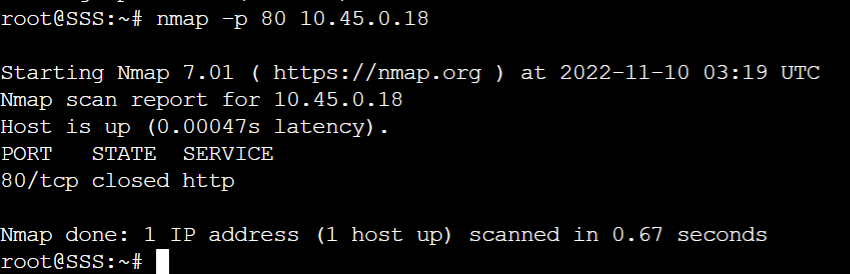 root@SSS:~# nmap -p 80 10.45.0.18
Starting Nmap 7.01 ( https://nmap.org ) at 2022-11-10 03:19 UTC
Nmap scan report for 10.45.0.18
Host is up (0.00047s latency).
PORT   STATE  SERVICE
80/tcp closed http
Nmap done: 1 IP address (1 host up) scanned in 0.67 seconds
root@SSS:~#